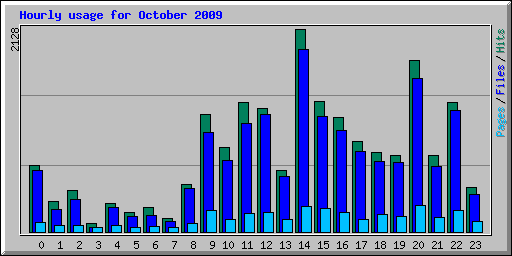 Hourly usage for October 2009
2128
Pages / Files / Hits
0 1 2 3 4 5 6 7 8 9 10 11 12 13 14 15 16 17 18 19 20 21 22 23